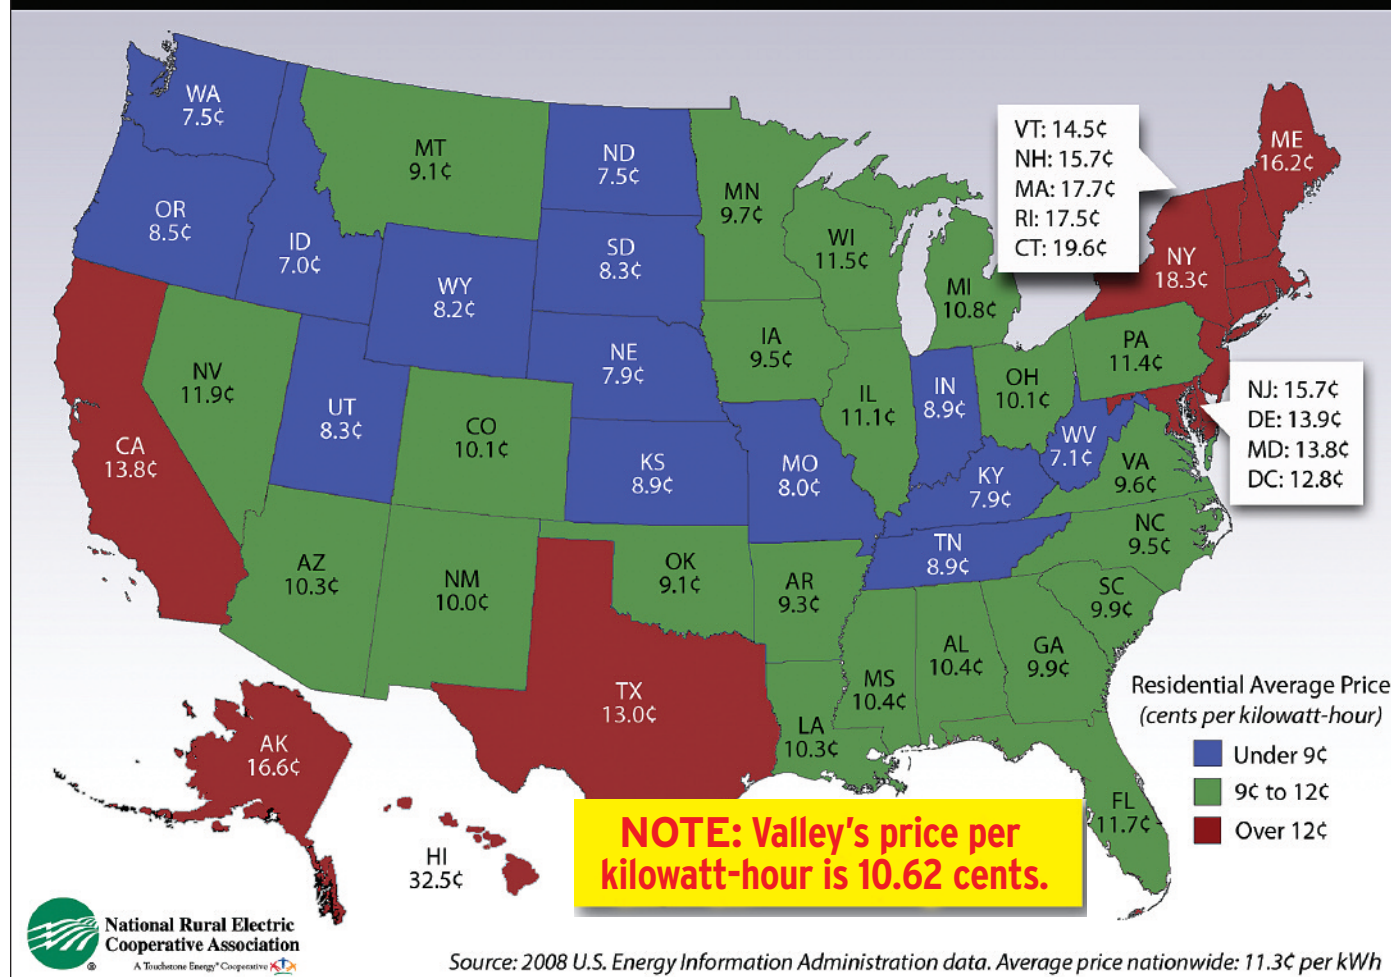 WA
7.5¢
OR
8.5¢
ID
7.0¢
MT
9.1¢
WY
8.2¢
ND
7.5¢
SD
8.3¢
NE
7.9¢
KS
8.9¢
MN
9.7¢
IA
9.5¢
MO
8.0¢
WI
11.5¢
IL
11.1¢
MI
10.8¢
IN
8.9¢
OH
10.1¢
KY
7.9¢
TN
8.9¢
WV
7.1¢
PA
11.4¢
NY
18.3¢
ME
16.2¢
VT: 14.5¢
NH: 15.7¢
MA: 17.7¢
RI: 17.5¢
CT: 19.6¢
NJ: 15.7¢
DE: 13.9¢
MD: 13.8¢
DC: 12.8¢
VA
9.6¢
NC
9.5¢
SC
9.9¢
GA
9.9¢
AL
10.4¢
MS
10.4¢
FL
11.7¢
LA
10.3¢
AR
9.3¢
OK
9.1¢
TX
13.0¢
NM
10.0¢
AZ
10.3¢
CO
10.1¢
UT
8.3¢
NV
11.9¢
CA
13.8¢
AK
16.6¢
HI
32.5¢
Residential Average Price
(cents per kilowatt-hour)
Under 9¢
9¢ to 12¢
Over 12¢
NOTE: Valley's price per
kilowatt-hour is 10.62 cents.
National Rural Electric
Cooperative Association
A Touchstone Energy® Cooperative
®
Source: 2008 U.S. Energy Information Administration data. Average price nationwide: 11.3¢ per kWh